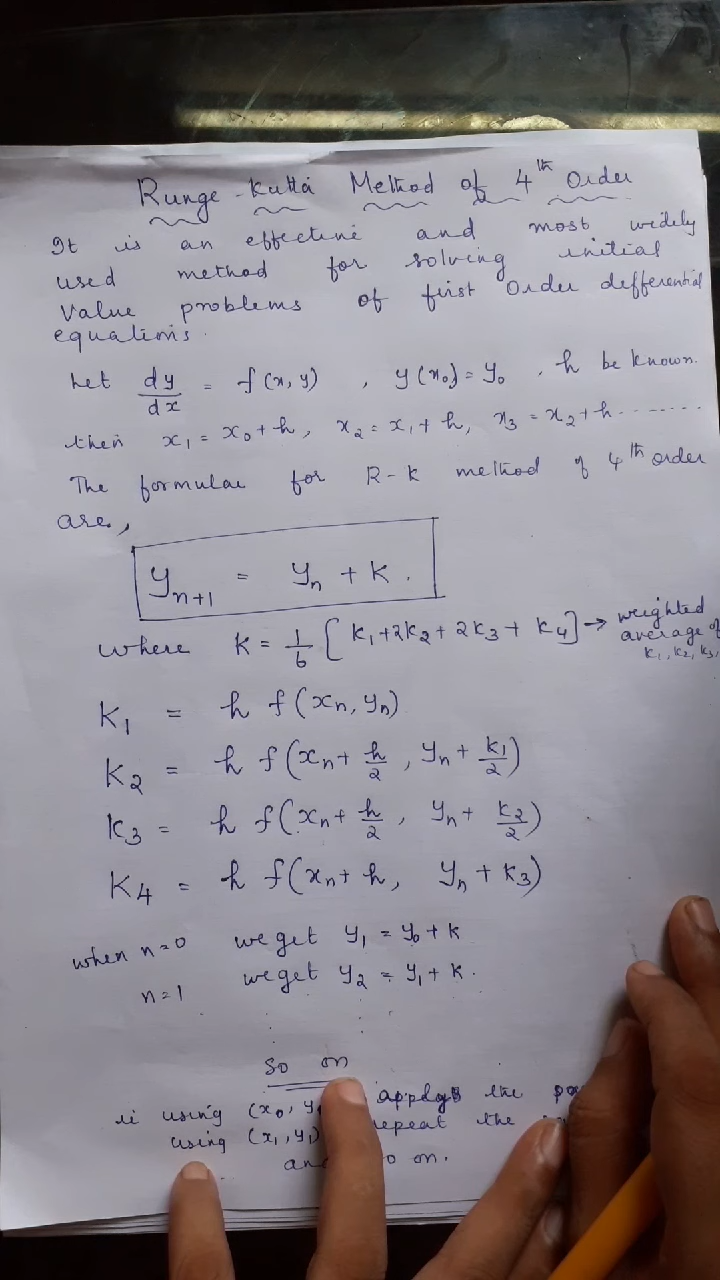 Runge-Kutta Method of 4th Order
It is an effective and most widely
used method for solving initial
value problems of first Order defferential
equations.
Let dy/dx = f(x, y) , y(x₀) = y₀ , h be known.
then x₁ = x₀ + h, x₂ = x₁ + h, x₃ = x₂ + h .......
The formulae for R-K method of 4th order
are,
yₙ₊₁ = yₙ + K.
where K = 1/6 [K₁ + 2K₂ + 2K₃ + K₄] → weighted
average of
K₁, K₂, K₃,
K₁ = h f(xₙ, yₙ)
K₂ = h f(xₙ + h/2, yₙ + K₁/2)
K₃ = h f(xₙ + h/2, yₙ + K₂/2)
K₄ = h f(xₙ + h, yₙ + K₃)
when n=0 we get y₁ = y₀ + K
n=1 we get y₂ = y₁ + K.
So on
using (x₀, y the
using (x₁, y₁) the
on.